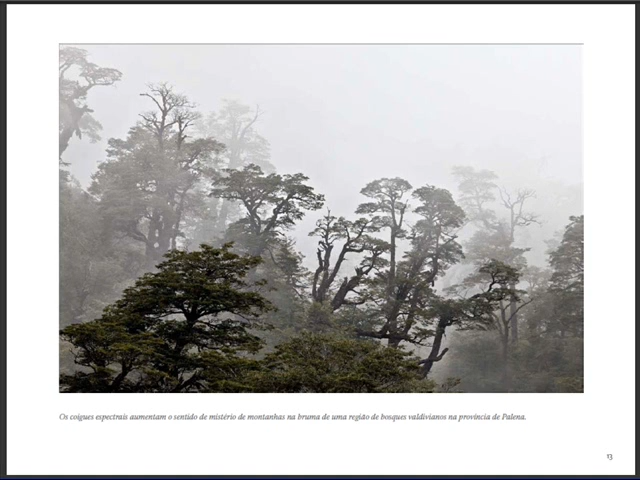 Os coigues espectrais aumentam o sentido de mistério de montanhas na bruma de uma região de bosques valdivianos na província de Palena.
13